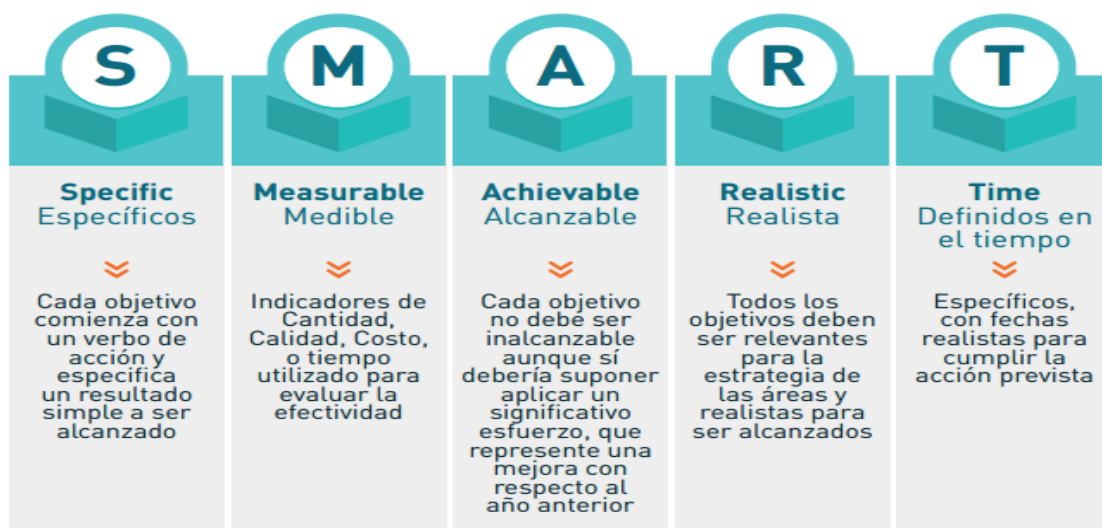 S
Specific
Específicos
Cada objetivo
comienza con
un verbo de
acción y
especifica
un resultado
simple a ser
alcanzado
M
Measurable
Medible
Indicadores de
Cantidad,
Calidad, Costo,
o tiempo
utilizado para
evaluar la
efectividad
A
Achievable
Alcanzable
Cada objetivo
no debe ser
inalcanzable
aunque sí
debería suponer
aplicar un
significativo
esfuerzo, que
represente una
mejora con
respecto al
año anterior
R
Realistic
Realista
Todos los
objetivos deben
ser relevantes
para la
estrategia de
las áreas y
realistas para
ser alcanzados
T
Time
Definidos en
el tiempo
Específicos,
con fechas
realistas para
cumplir la
acción prevista